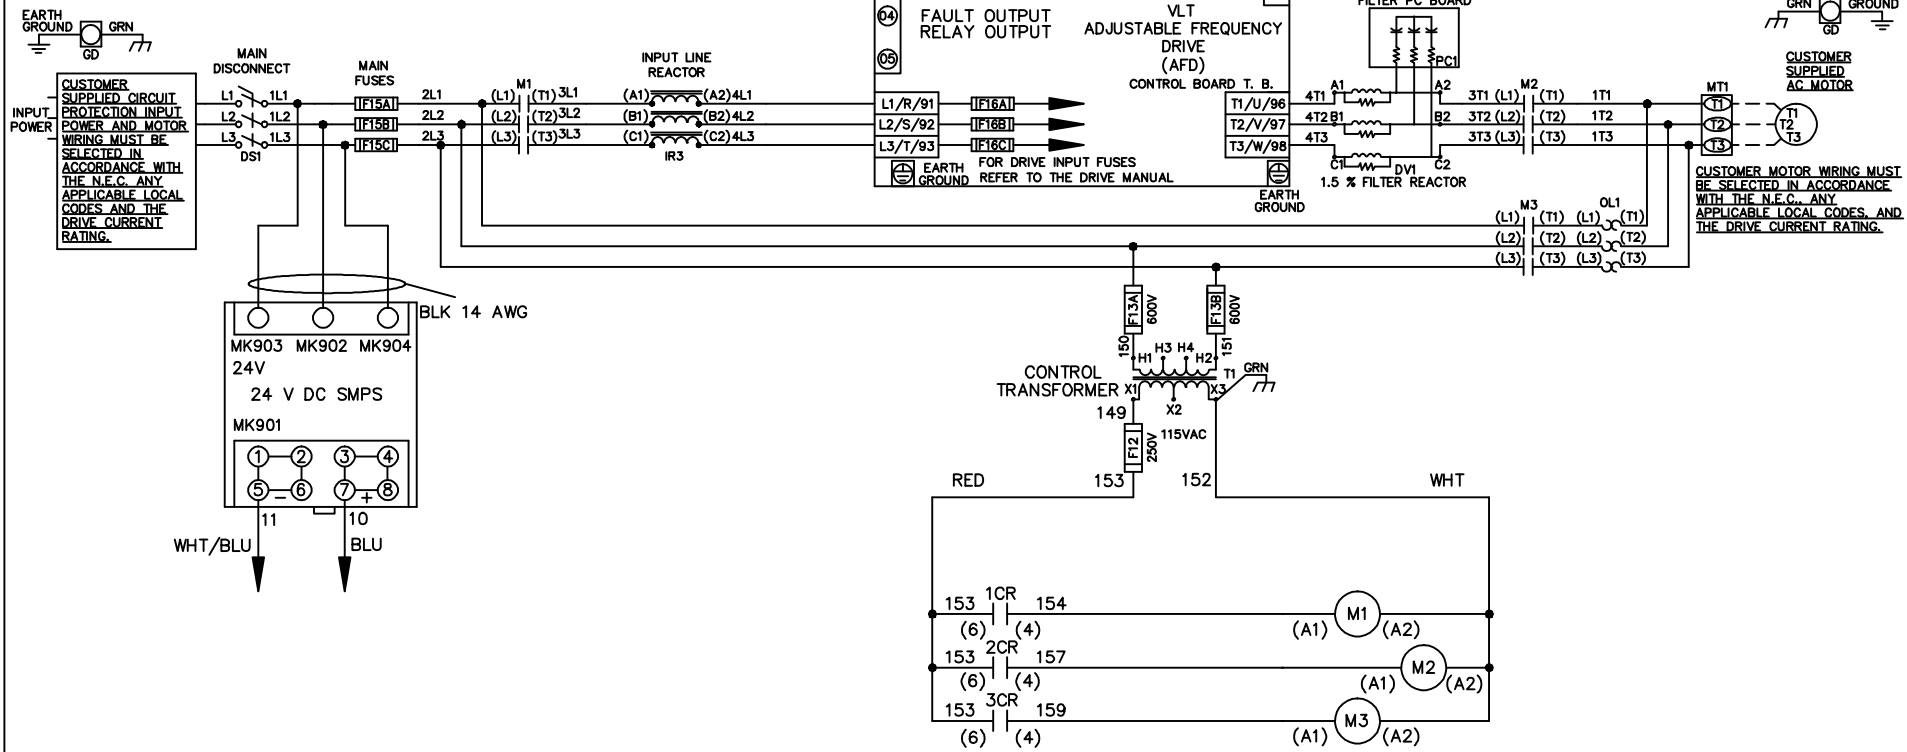 EARTH
GROUND
GRN
GD
CUSTOMER
SUPPLIED CIRCUIT
PROTECTION INPUT
POWER AND MOTOR
WIRING MUST BE
SELECTED IN
ACCORDANCE WITH
THE N.E.C. ANY
APPLICABLE LOCAL
CODES AND THE
DRIVE CURRENT
RATING.
INPUT
POWER
MAIN
DISCONNECT
L1 1L1
L2 1L2
L3 1L3
DS1
MAIN
FUSES
F15A
F15B
F15C
2L1
2L2
2L3
M1
(L1) (T1) 3L1
(L2) (T2) 3L2
(L3) (T3) 3L3
INPUT LINE
REACTOR
(A1) (A2) 4L1
(B1) (B2) 4L2
(C1) (C2) 4L3
IR3
04
05
FAULT OUTPUT
RELAY OUTPUT
VLT
ADJUSTABLE FREQUENCY
DRIVE
(AFD)
CONTROL BOARD T. B.
L1/R/91
L2/S/92
L3/T/93
F16A
F16B
F16C
T1/U/96
T2/V/97
T3/W/98
EARTH
GROUND
FOR DRIVE INPUT FUSES
REFER TO THE DRIVE MANUAL
EARTH
GROUND
FILTER PC BOARD
PC1
4T1 A1 A2
4T2 B1 B2
4T3 C1 C2
DV1
1.5 % FILTER REACTOR
M2
3T1 (L1) (T1) 1T1
3T2 (L2) (T2) 1T2
3T3 (L3) (T3) 1T3
MT1
T1
T2
T3
T1
T2
T3
GRN
GROUND
GD
CUSTOMER
SUPPLIED
AC MOTOR
CUSTOMER MOTOR WIRING MUST
BE SELECTED IN ACCORDANCE
WITH THE N.E.C., ANY
APPLICABLE LOCAL CODES, AND
THE DRIVE CURRENT RATING.
M3 OL1
(L1) (T1) (L1) (T1)
(L2) (T2) (L2) (T2)
(L3) (T3) (L3) (T3)
BLK 14 AWG
MK903 MK902 MK904
24V
24 V DC SMPS
MK901
1 2 3 4
5 - 6 7 + 8
11 10
WHT/BLU BLU
F13A
600V
F13B
600V
150
151
H1 H3 H4 H2
CONTROL
TRANSFORMER
T1
GRN
X1 X2 X3
149
115VAC
F12
250V
153
152
RED
WHT
1CR
153 154
(6) (4)
M1
(A1) (A2)
2CR
153 157
(6) (4)
M2
(A1) (A2)
3CR
153 159
(6) (4)
M3
(A1) (A2)